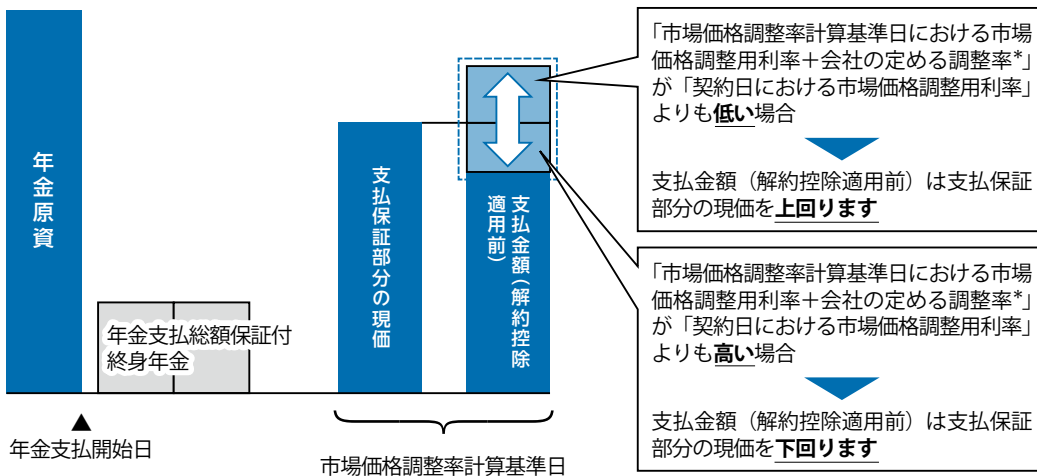 年金原資
年金支払総額保証付
終身年金
▲
年金支払開始日
支払保証部分の現価
支払金額（解約控除
適用前）
市場価格調整率計算基準日
「市場価格調整率計算基準日における市場
価格調整用利率＋会社の定める調整率*」
が「契約日における市場価格調整用利率」
よりも低い場合
支払金額（解約控除適用前）は支払保証
部分の現価を上回ります
「市場価格調整率計算基準日における市場
価格調整用利率＋会社の定める調整率*」
が「契約日における市場価格調整用利率」
よりも高い場合
支払金額（解約控除適用前）は支払保証
部分の現価を下回ります